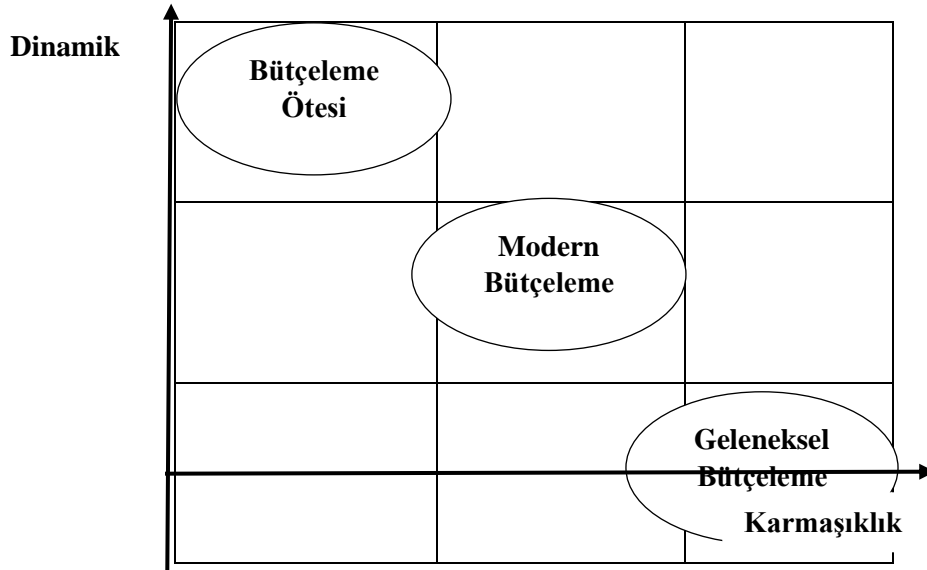 Dinamik
Bütçeleme
Ötesi
Modern
Bütçeleme
Geleneksel
Bütçeleme
Karmaşıklık